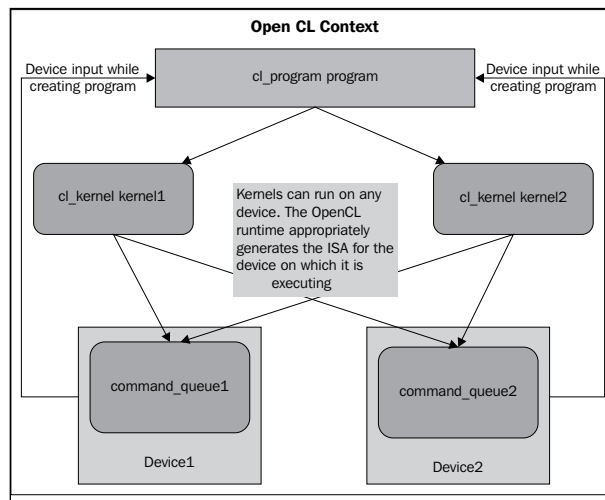 Open CL Context
Device input while
creating program
cl_program program
Device input while
creating program
cl_kernel kernel1
cl_kernel kernel2
Kernels can run on any
device. The OpenCL
runtime appropriately
generates the ISA for the
device on which it is
executing
command_queue1
command_queue2
Device1
Device2